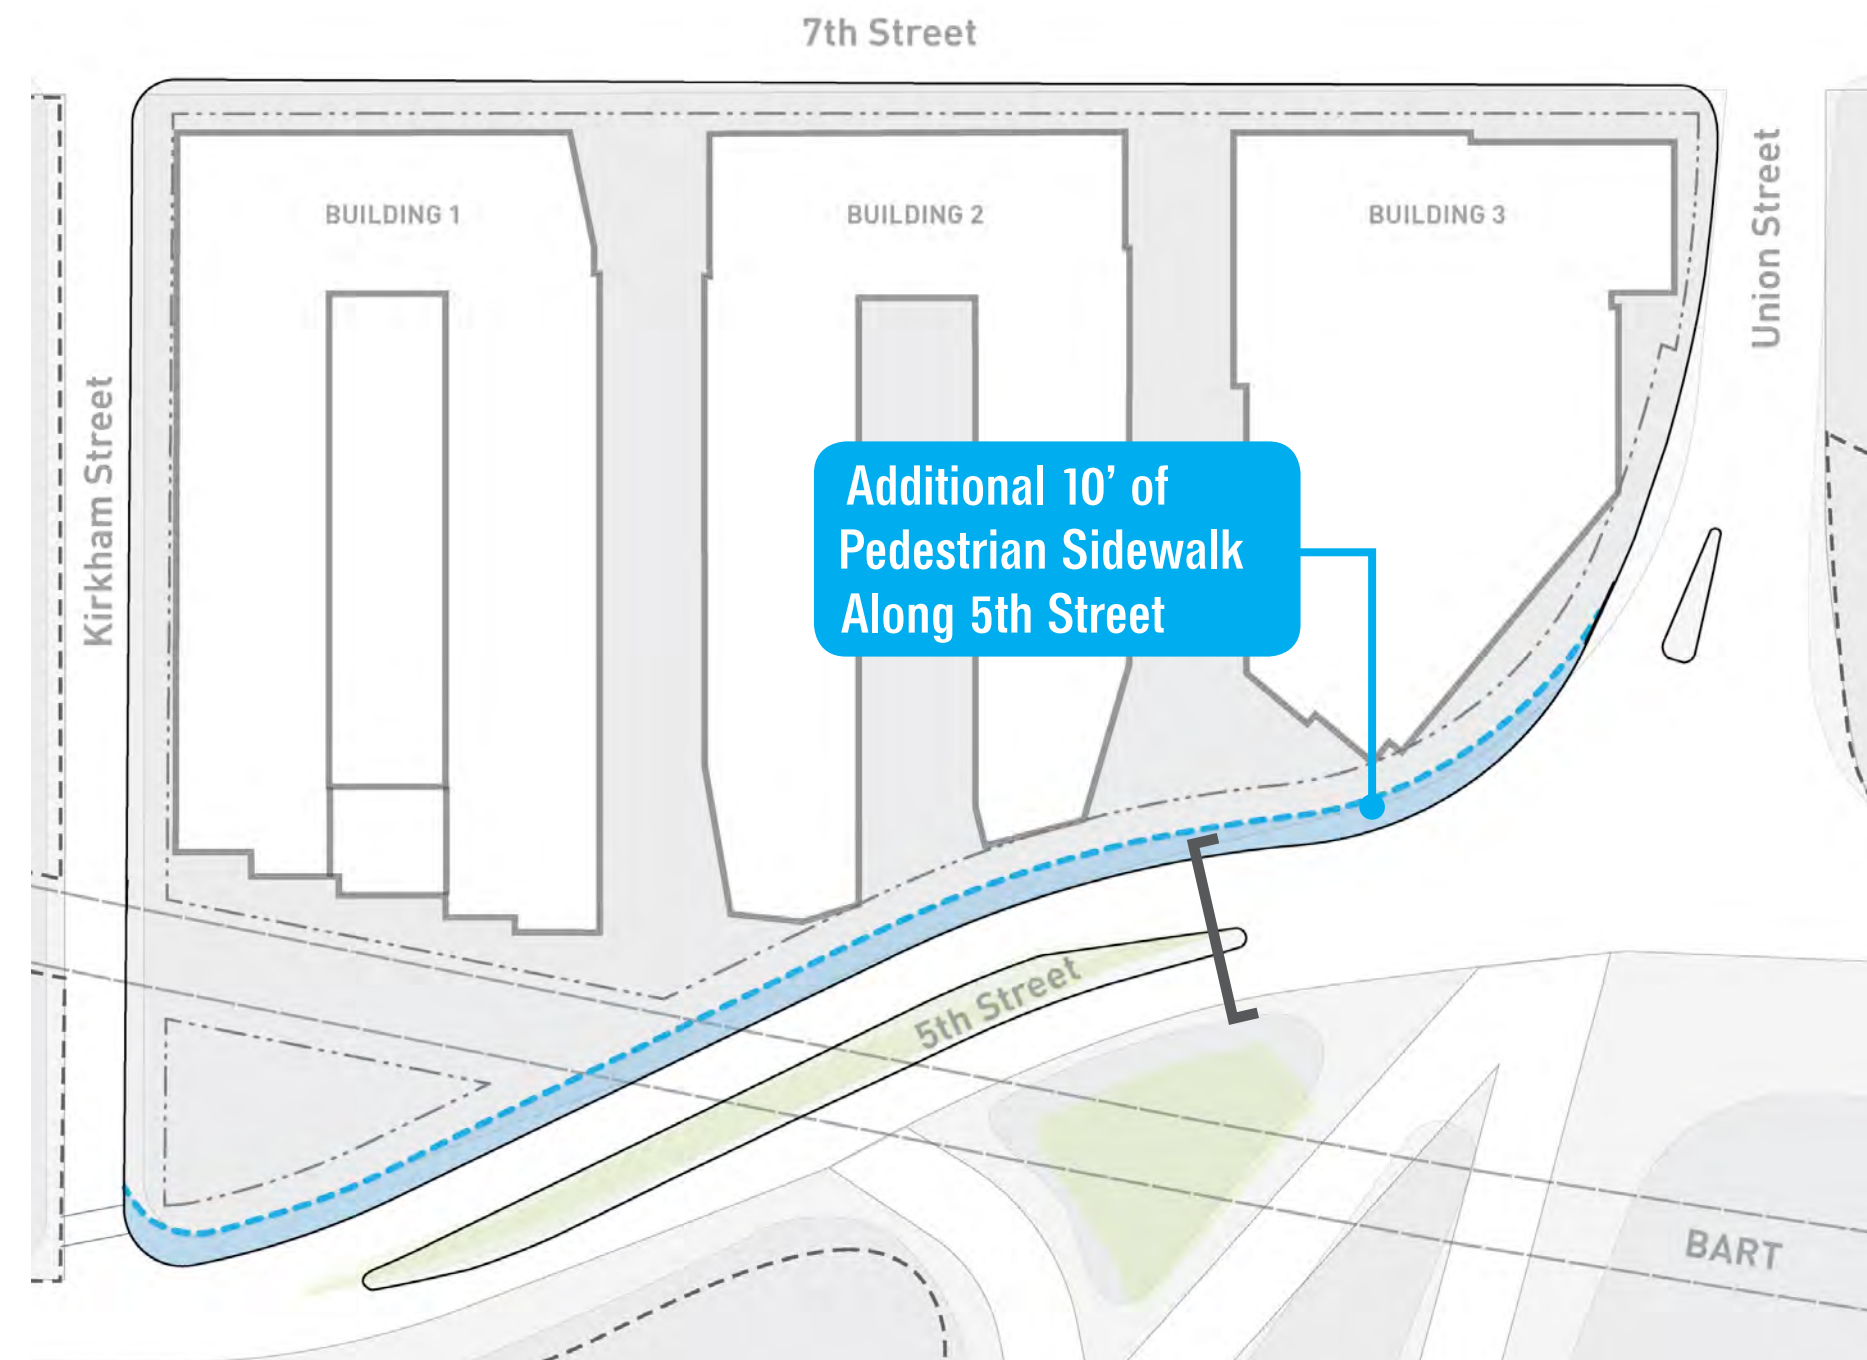 7th Street
BUILDING 1
BUILDING 2
BUILDING 3
Union Street
Kirkham Street
Additional 10’ of
Pedestrian Sidewalk
Along 5th Street
5th Street
BART